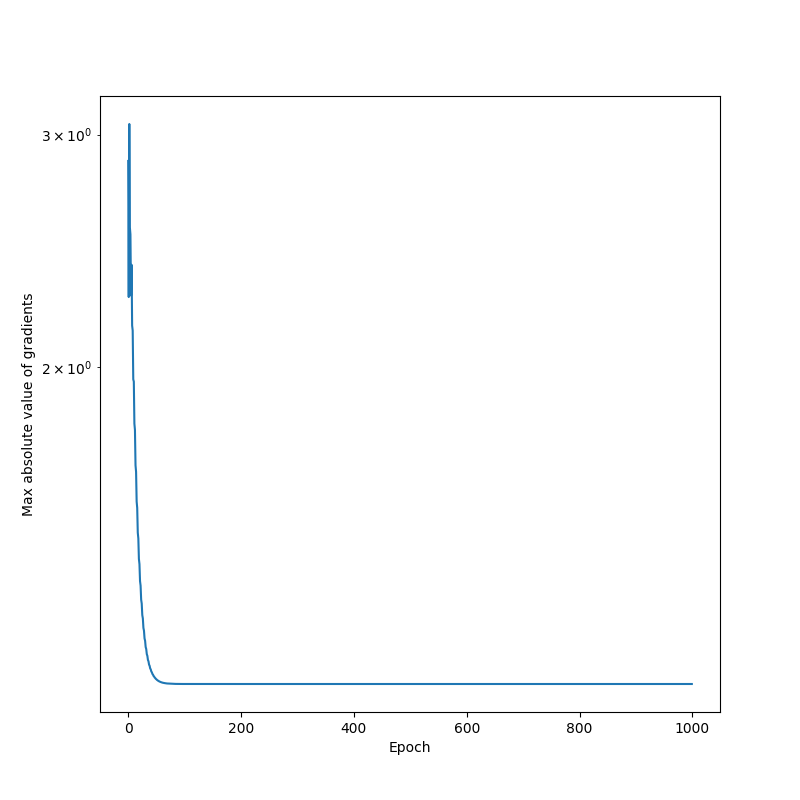 3 × 10⁰
2 × 10⁰
Max absolute value of gradients
0 200 400 600 800 1000
Epoch